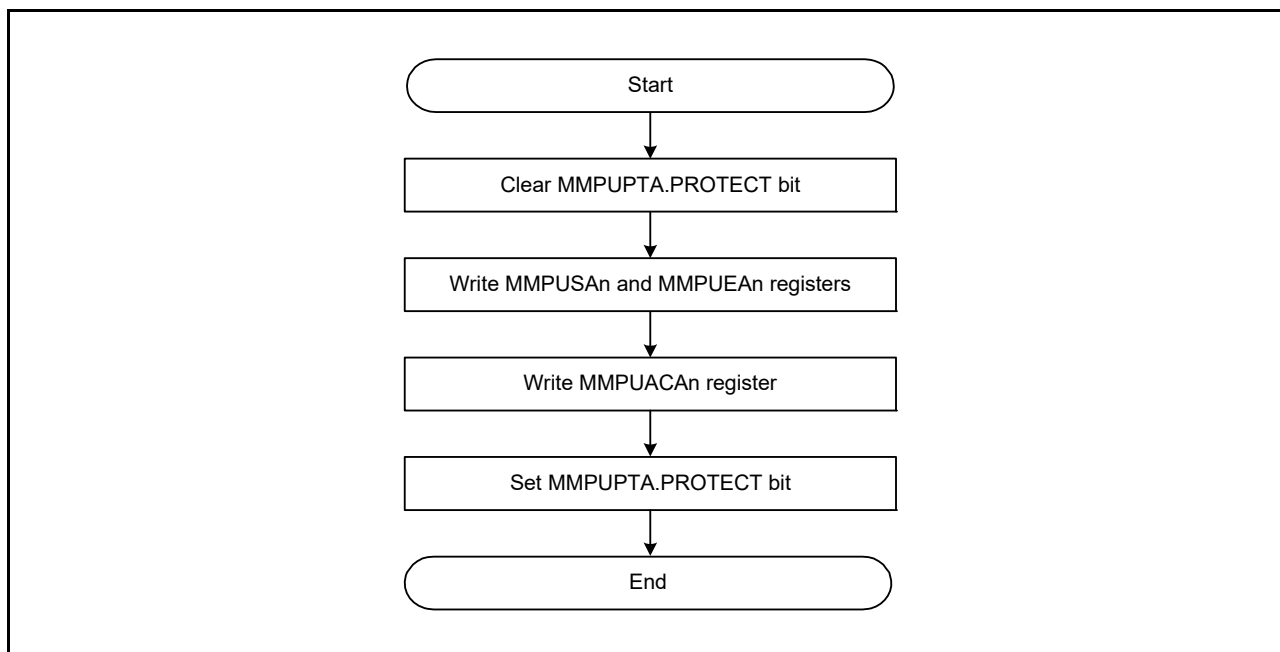 Start
Clear MMPUPTA.PROTECT bit
Write MMPUSAn and MMPUEAn registers
Write MMPUACAn register
Set MMPUPTA.PROTECT bit
End